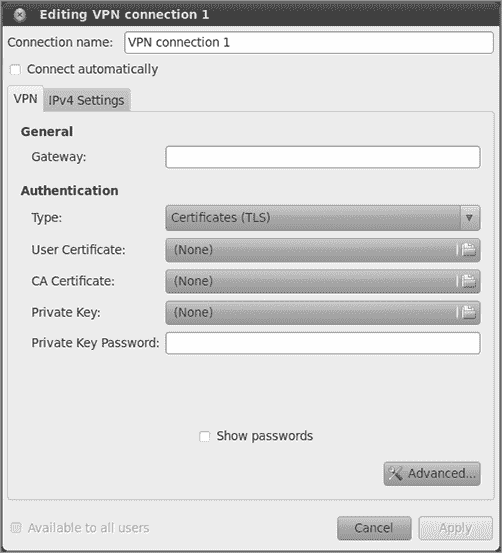 Editing VPN connection 1
Connection name: VPN connection 1
Connect automatically
VPN IPv4 Settings
General
Gateway:
Authentication
Type: Certificates (TLS)
User Certificate: (None)
CA Certificate: (None)
Private Key: (None)
Private Key Password:
Show passwords
Advanced...
Available to all users Cancel Apply